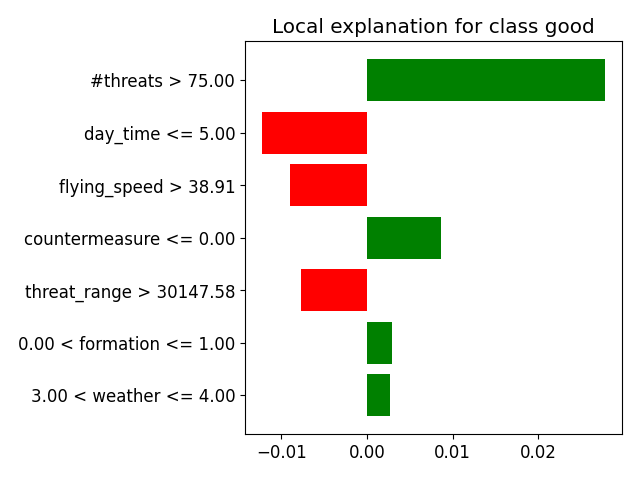 Local explanation for class good
#threats > 75.00
day_time <= 5.00
flying_speed > 38.91
countermeasure <= 0.00
threat_range > 30147.58
0.00 < formation <= 1.00
3.00 < weather <= 4.00
−0.01 0.00 0.01 0.02